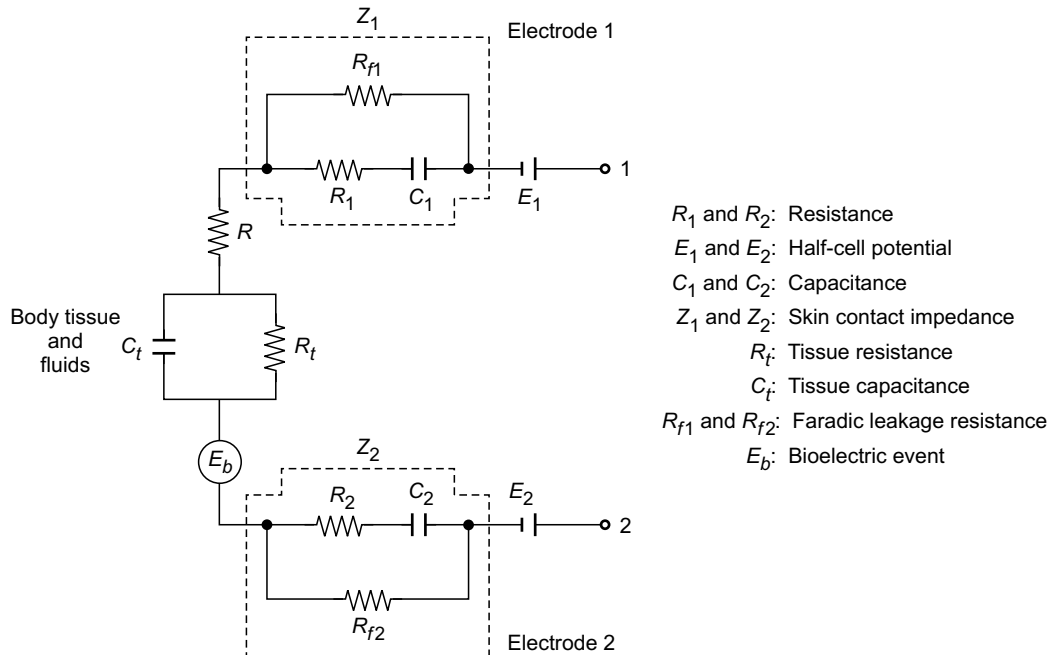 Z1
Electrode 1
Rf1
R1
C1
E1
1
R
Body tissue
and
fluids
Ct
Rt
Eb
Z2
R2
C2
E2
2
Rf2
Electrode 2
R1 and R2: Resistance
E1 and E2: Half-cell potential
C1 and C2: Capacitance
Z1 and Z2: Skin contact impedance
Rt: Tissue resistance
Ct: Tissue capacitance
Rf1 and Rf2: Faradic leakage resistance
Eb: Bioelectric event